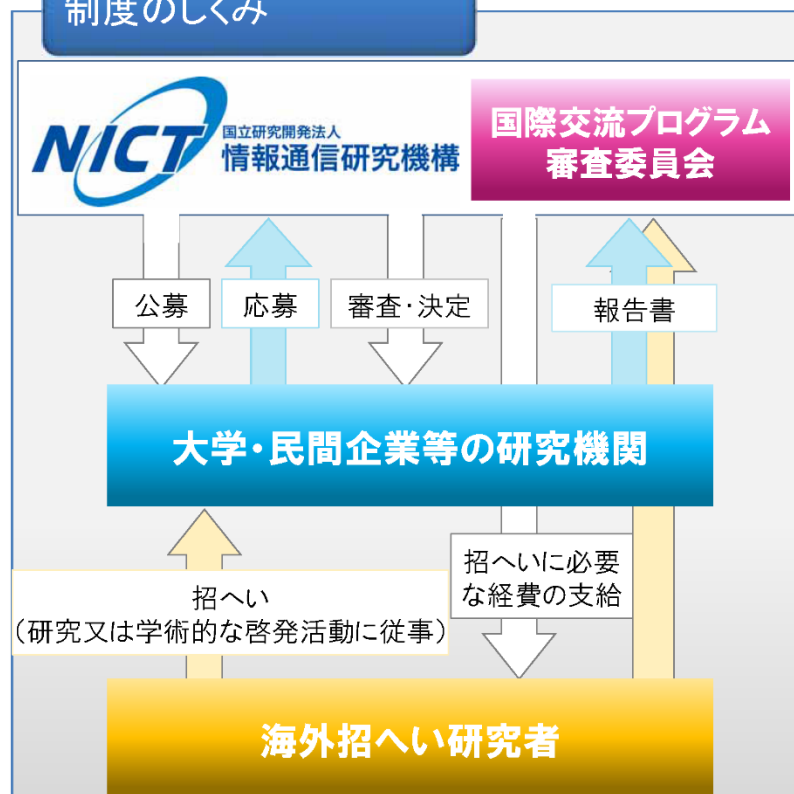 制度のしくみ
NICT
国立研究開発法人
情報通信研究機構
国際交流プログラム
審査委員会
公募
応募
審査・決定
報告書
大学・民間企業等の研究機関
招へい
（研究又は学術的な啓発活動に従事）
招へいに必要
な経費の支給
海外招へい研究者